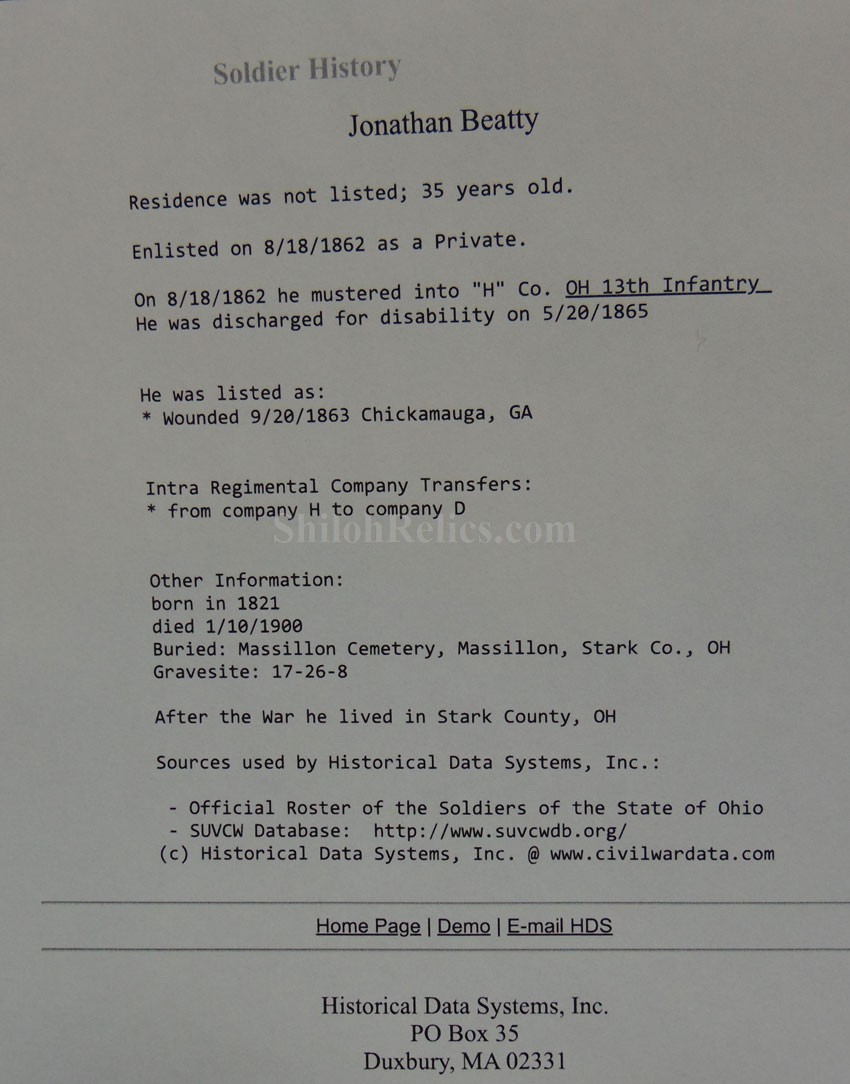 Soldier History
Jonathan Beatty
Residence was not listed; 35 years old.
Enlisted on 8/18/1862 as a Private.
On 8/18/1862 he mustered into "H" Co. OH 13th Infantry
He was discharged for disability on 5/20/1865
He was listed as:
* Wounded 9/20/1863 Chickamauga, GA
Intra Regimental Company Transfers:
* from company H to company D
ShilohRelics.com
Other Information:
born in 1821
died 1/10/1900
Buried: Massillon Cemetery, Massillon, Stark Co., OH
Gravesite: 17-26-8
After the War he lived in Stark County, OH
Sources used by Historical Data Systems, Inc.:
- Official Roster of the Soldiers of the State of Ohio
- SUVCW Database: http://www.suvcwdb.org/
(c) Historical Data Systems, Inc. @ www.civilwardata.com
Home Page | Demo | E-mail HDS
Historical Data Systems, Inc.
PO Box 35
Duxbury, MA 02331